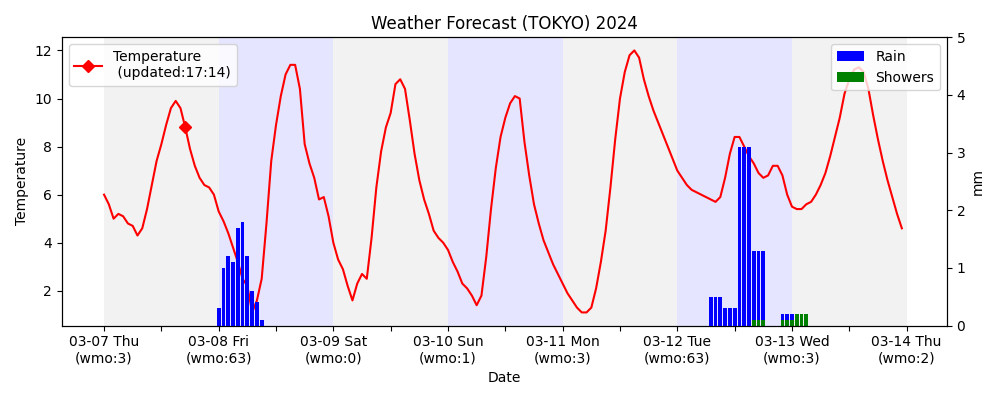 Weather Forecast (TOKYO) 2024
Temperature
(updated:17:14)
Rain
Showers
12
10
8
6
4
2
Temperature
5
4
3
2
1
0
mm
03-07 Thu
(wmo:3)
03-08 Fri
(wmo:63)
03-09 Sat
(wmo:0)
03-10 Sun
(wmo:1)
03-11 Mon
(wmo:3)
03-12 Tue
(wmo:63)
03-13 Wed
(wmo:3)
03-14 Thu
(wmo:2)
Date